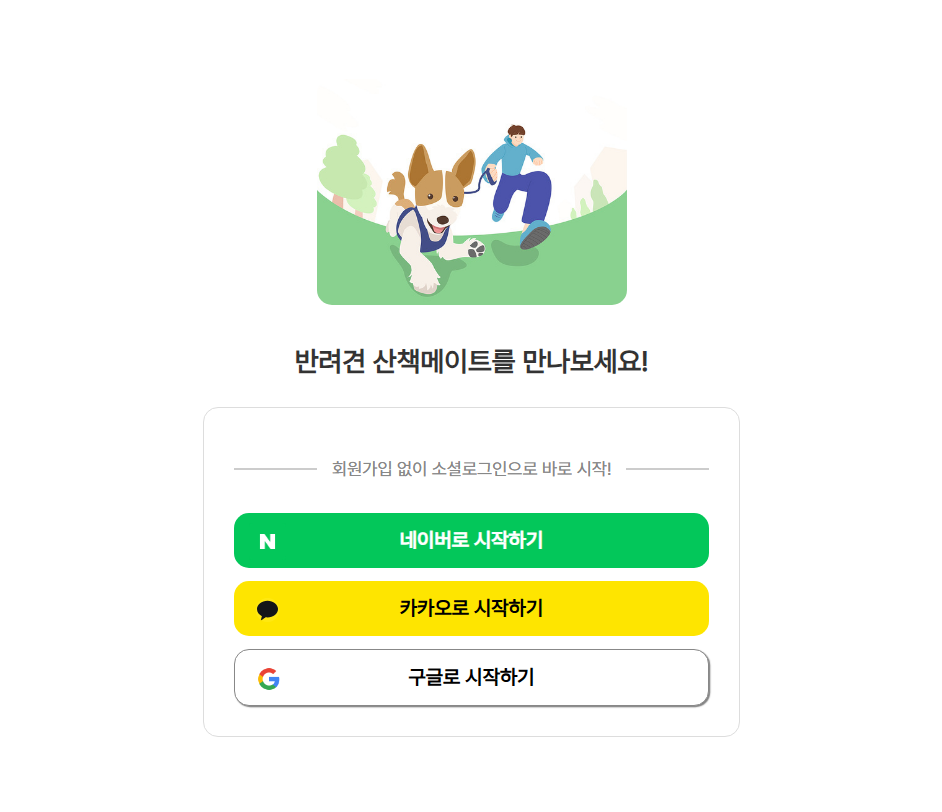 반려견 산책메이트를 만나보세요!
회원가입 없이 소셜로그인으로 바로 시작!
네이버로 시작하기
카카오로 시작하기
구글로 시작하기